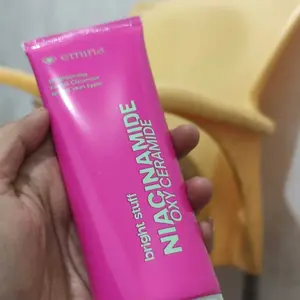 emina
bright stuff
NIACINAMIDE
OXY CERAMIDE